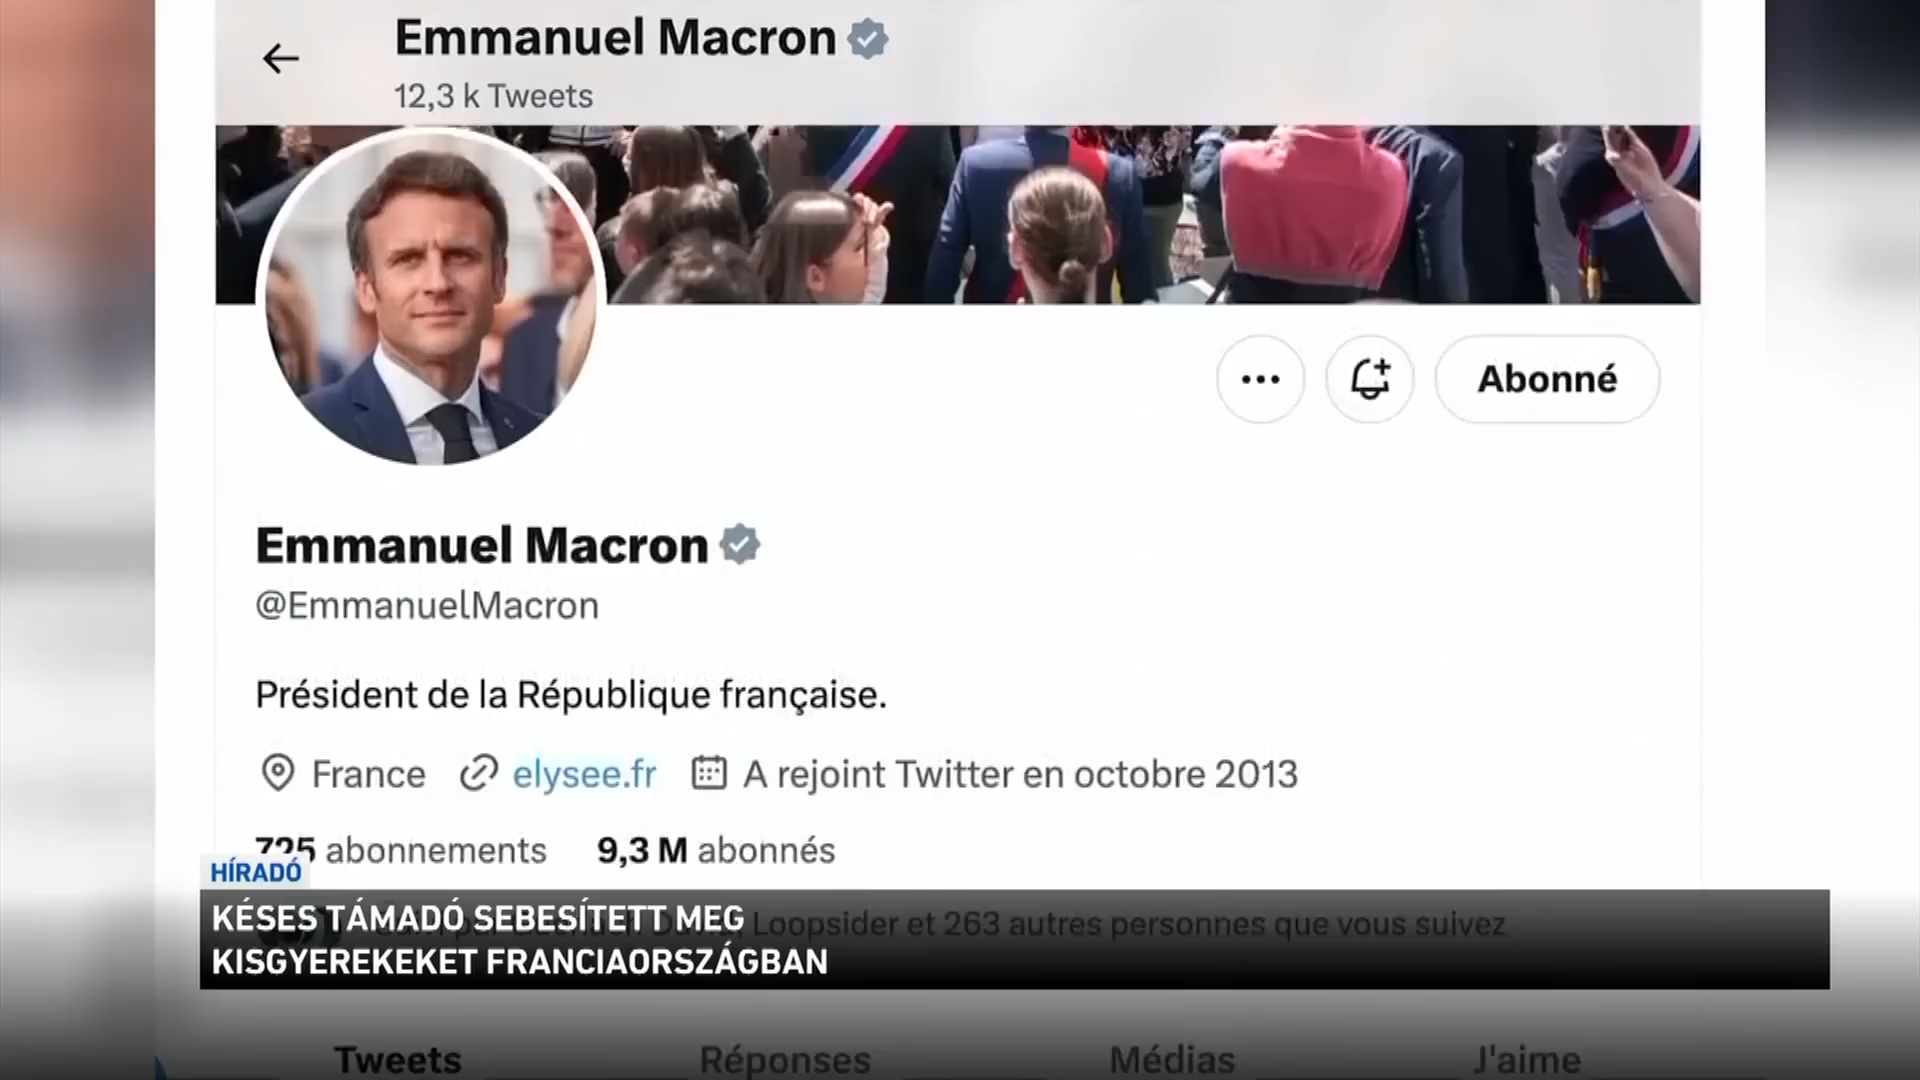 Emmanuel Macron
12,3 k Tweets
Abonné
Emmanuel Macron
@EmmanuelMacron
Président de la République française.
France elysee.fr A rejoint Twitter en octobre 2013
725 abonnements 9,3 M abonnés
HÍRADÓ
KÉSES TÁMADÓ SEBESÍTETT MEG
KISGYEREKEKET FRANCIAORSZÁGBAN
Loopsider et 263 autres personnes que vous suivez
Tweets Réponses Médias J'aime